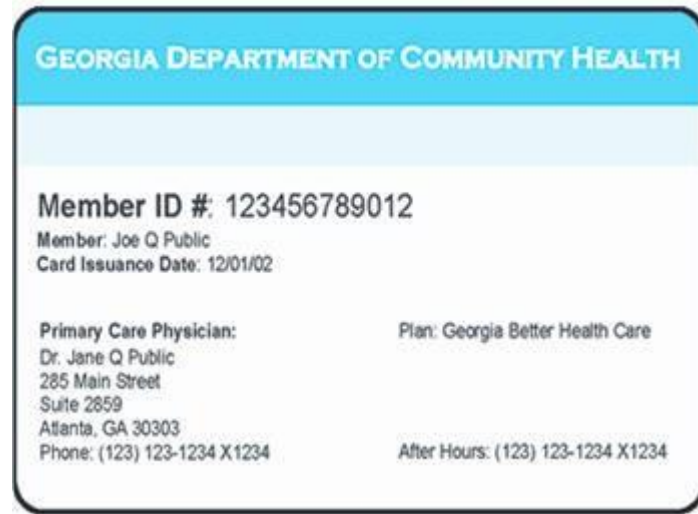 GEORGIA DEPARTMENT OF COMMUNITY HEALTH
Member ID #: 123456789012
Member: Joe Q Public
Card Issuance Date: 12/01/02
Primary Care Physician:
Dr. Jane Q Public
285 Main Street
Suite 2859
Atlanta, GA 30303
Phone: (123) 123-1234 X1234
Plan: Georgia Better Health Care
After Hours: (123) 123-1234 X1234